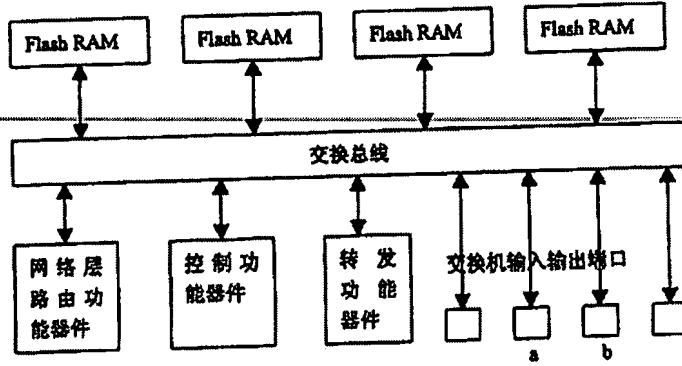 Flash RAM
Flash RAM
Flash RAM
Flash RAM
交换总线
网络层
路由功
能器件
控制功
能器件
转发
功能
器件
交换机输入输出端口
a
b